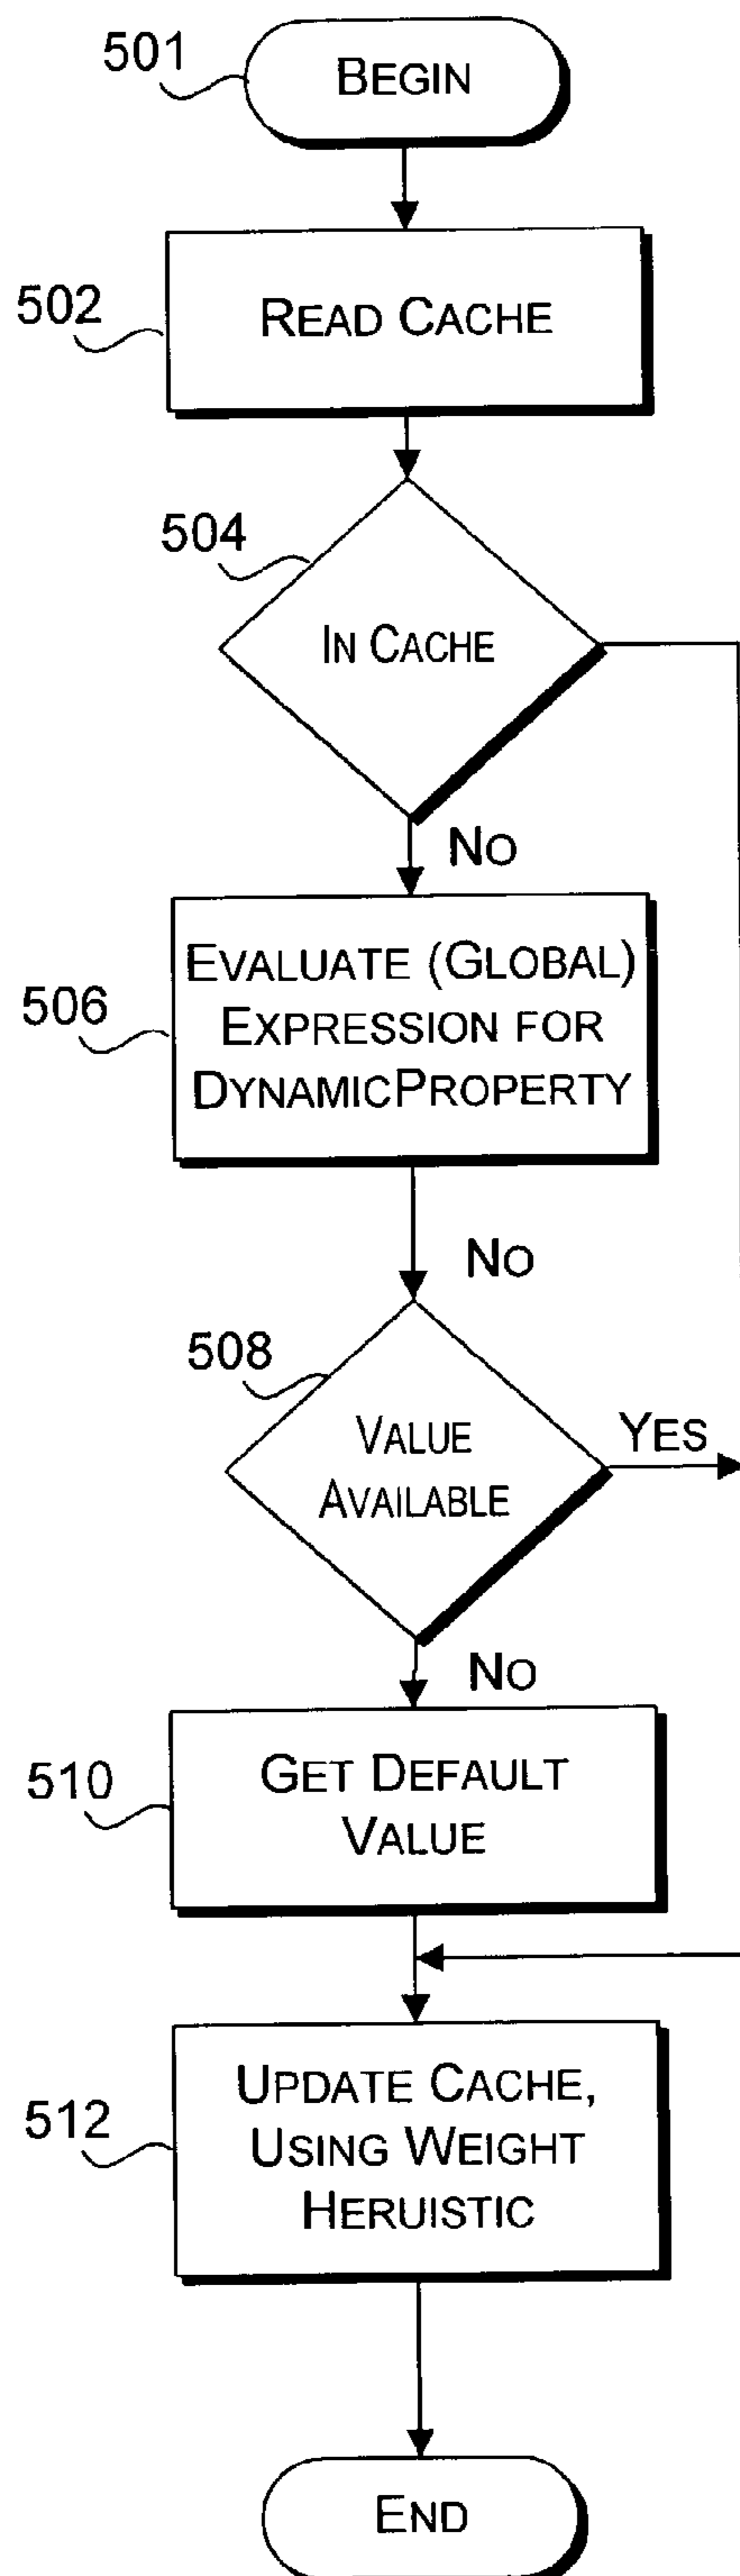 501
BEGIN
502
READ CACHE
504
IN CACHE
NO
506
EVALUATE (GLOBAL)
EXPRESSION FOR
DYNAMICPROPERTY
NO
508
VALUE
AVAILABLE
YES
NO
510
GET DEFAULT
VALUE
512
UPDATE CACHE,
USING WEIGHT
HERUISTIC
END